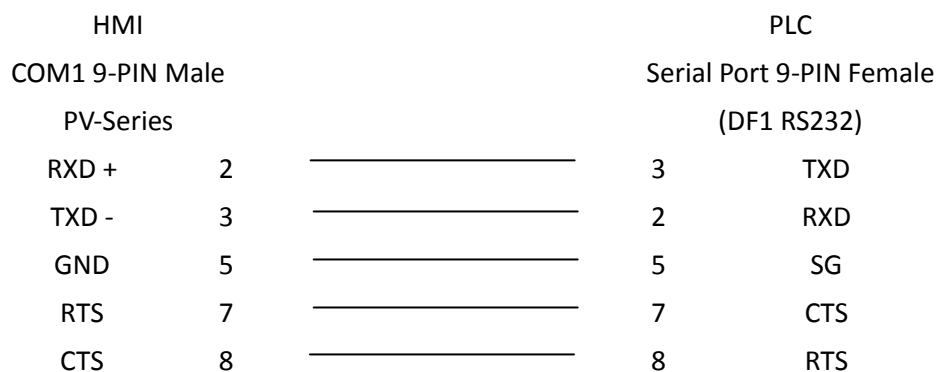 HMI PLC
COM1 9-PIN Male Serial Port 9-PIN Female
PV-Series (DF1 RS232)
RXD + 2 3 TXD
TXD - 3 2 RXD
GND 5 5 SG
RTS 7 7 CTS
CTS 8 8 RTS